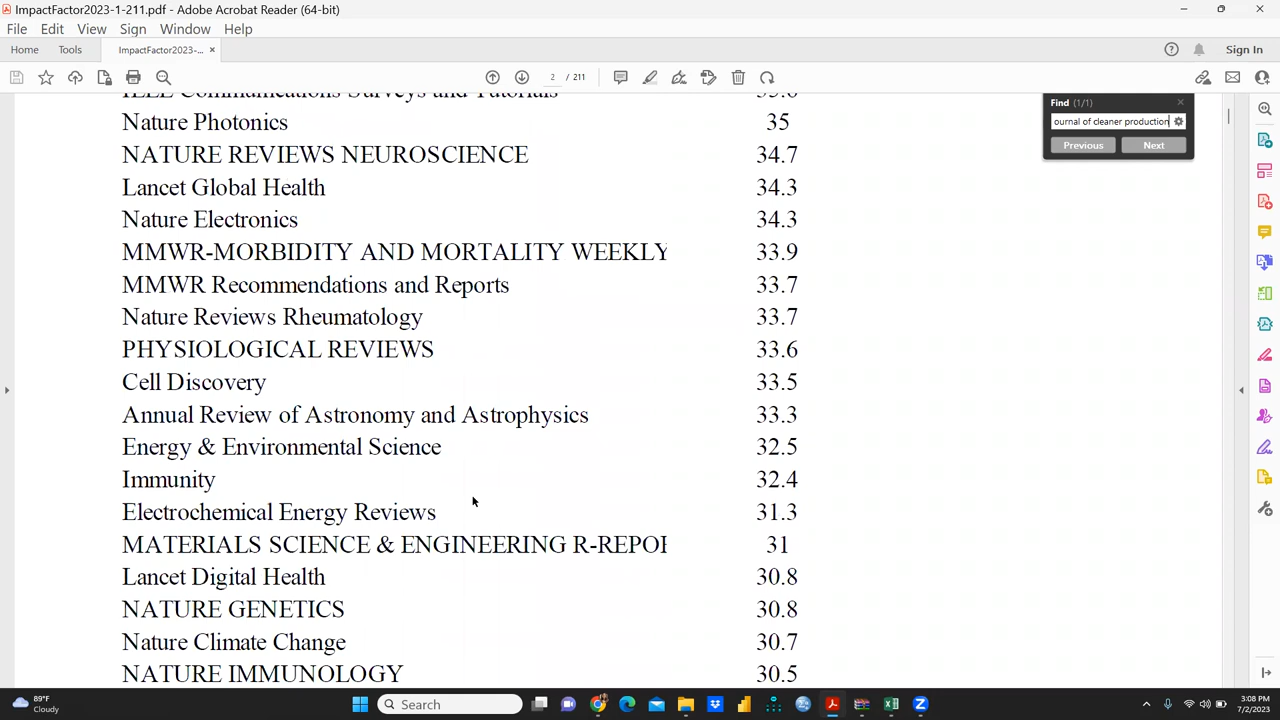 ImpactFactor2023-1-211.pdf - Adobe Acrobat Reader (64-bit)
File Edit View Sign Window Help
Home Tools ImpactFactor2023-... Sign In
2 / 211
Find (1/1)
ournal of cleaner production
Previous Next
IEEE Communications Surveys and Tutorials
Nature Photonics 35
NATURE REVIEWS NEUROSCIENCE 34.7
Lancet Global Health 34.3
Nature Electronics 34.3
MMWR-MORBIDITY AND MORTALITY WEEKLY 33.9
MMWR Recommendations and Reports 33.7
Nature Reviews Rheumatology 33.7
PHYSIOLOGICAL REVIEWS 33.6
Cell Discovery 33.5
Annual Review of Astronomy and Astrophysics 33.3
Energy & Environmental Science 32.5
Immunity 32.4
Electrochemical Energy Reviews 31.3
MATERIALS SCIENCE & ENGINEERING R-REPOR 31
Lancet Digital Health 30.8
NATURE GENETICS 30.8
Nature Climate Change 30.7
NATURE IMMUNOLOGY 30.5
89°F
Cloudy
Search
3:08 PM
7/2/2023